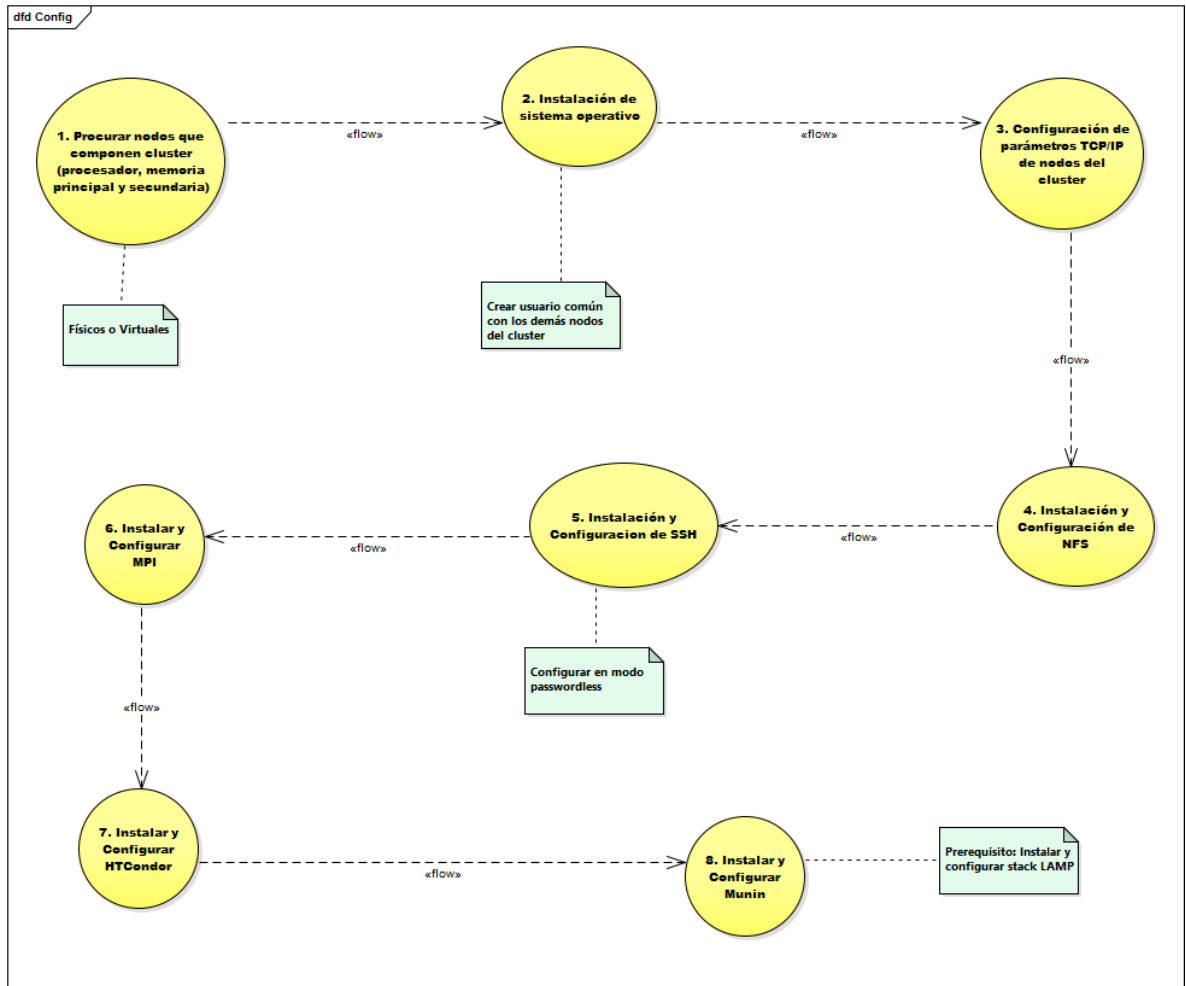 dfd Config
1. Procurar nodos que
componen cluster
(procesador, memoria
principal y secundaria)
«flow»
2. Instalación de
sistema operativo
«flow»
3. Configuración de
parámetros TCP/IP
de nodos del
cluster
Físicos o Virtuales
Crear usuario común
con los demás nodos
del cluster
«flow»
4. Instalación y
Configuración de
NFS
«flow»
5. Instalación y
Configuracion de SSH
«flow»
6. Instalar y
Configurar
MPI
Configurar en modo
passwordless
«flow»
7. Instalar y
Configurar
HTCondor
«flow»
8. Instalar y
Configurar
Munin
Prerequisito: Instalar y
configurar stack LAMP